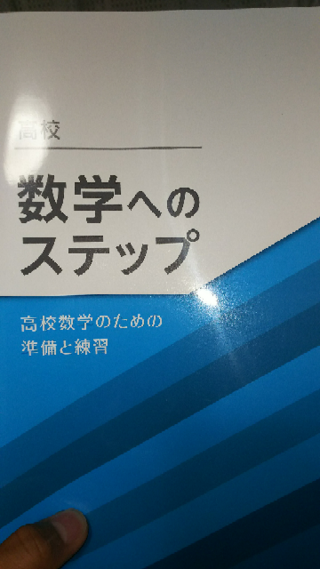 高校
数学への
ステップ
高校数学のための
準備と練習